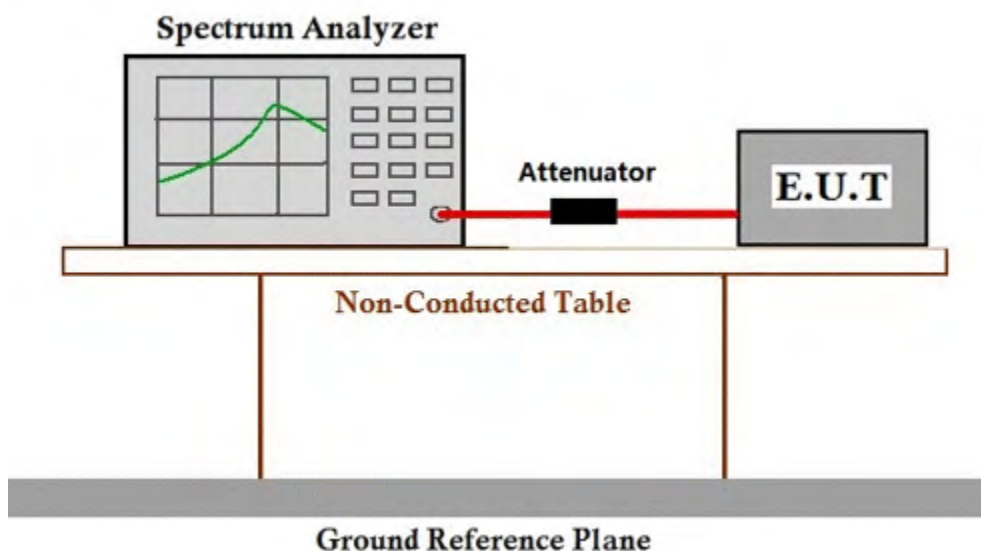 Spectrum Analyzer
Attenuator
E.U.T
Non-Conducted Table
Ground Reference Plane